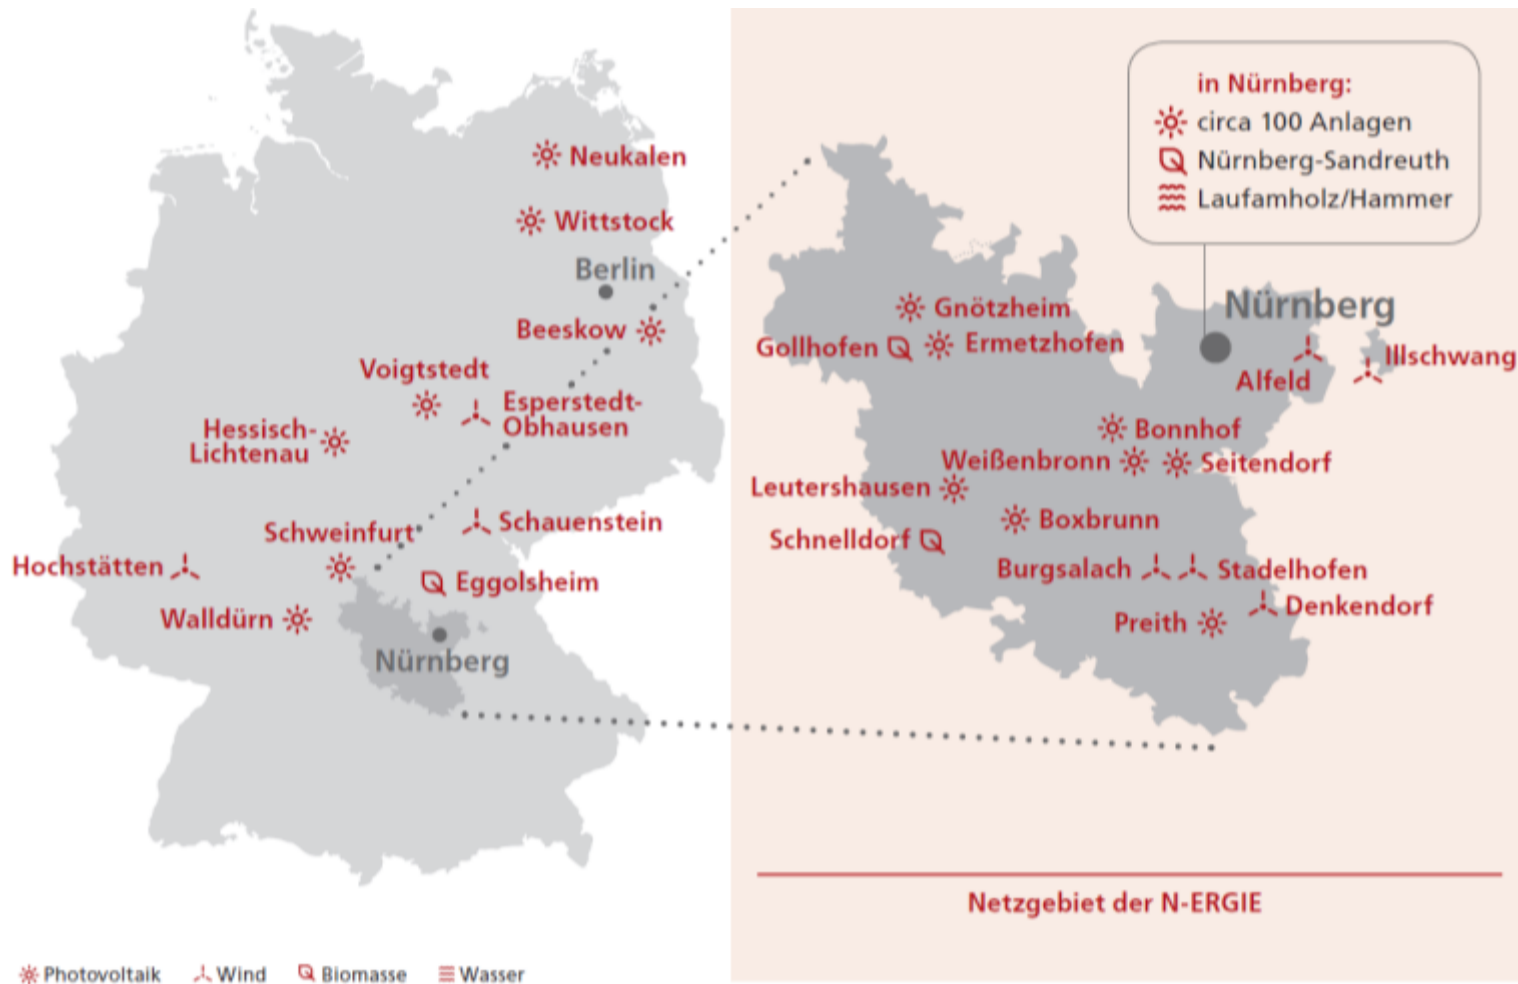 Neukalen
Wittstock
Berlin
Beeskow
Voigtstedt
Esperstedt-
Obhausen
Hessisch-
Lichtenau
Schauenstein
Schweinfurt
Hochstätten
Eggolsheim
Walldürn
Nürnberg
Photovoltaik
Wind
Biomasse
Wasser
in Nürnberg:
circa 100 Anlagen
Nürnberg-Sandreuth
Laufamholz/Hammer
Nürnberg
Gnötzheim
Gollhofen
Ermetzhofen
Illschwang
Alfeld
Bonnhof
Weißenbronn
Seitendorf
Leutershausen
Boxbrunn
Schnelldorf
Burgsalach
Stadelhofen
Denkendorf
Preith
Netzgebiet der N-ERGIE